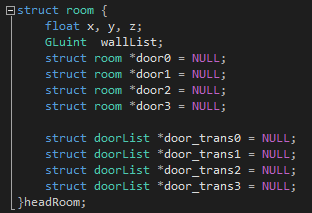 struct room {
float x, y, z;
GLuint  wallList;
struct room *door0 = NULL;
struct room *door1 = NULL;
struct room *door2 = NULL;
struct room *door3 = NULL;
struct doorList *door_trans0 = NULL;
struct doorList *door_trans1 = NULL;
struct doorList *door_trans2 = NULL;
struct doorList *door_trans3 = NULL;
}headRoom;